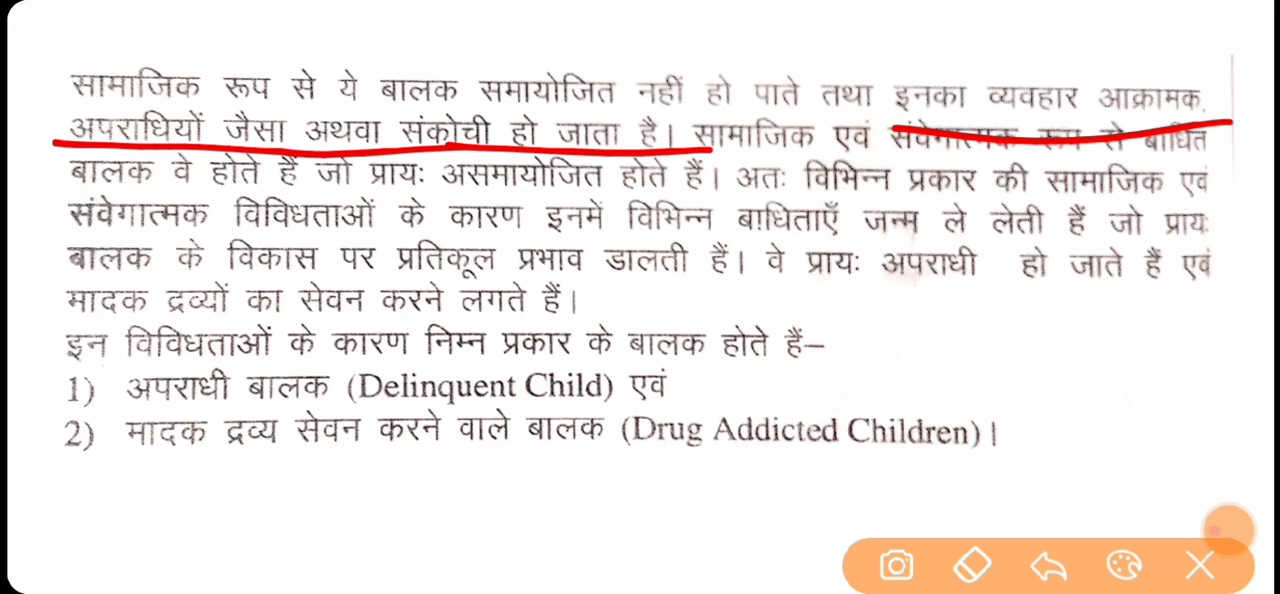 सामाजिक रूप से ये बालक समायोजित नहीं हो पाते तथा इनका व्यवहार आक्रामक,
अपराधियों जैसा अथवा संकोची हो जाता है। सामाजिक एवं संवेगात्मक रूप से बाधित
बालक वे होते हैं जो प्रायः असमायोजित होते हैं। अतः विभिन्न प्रकार की सामाजिक एवं
संवेगात्मक विविधताओं के कारण इनमें विभिन्न बाधिताएँ जन्म ले लेती हैं जो प्रायः
बालक के विकास पर प्रतिकूल प्रभाव डालती हैं। वे प्रायः अपराधी हो जाते हैं एवं
मादक द्रव्यों का सेवन करने लगते हैं।
इन विविधताओं के कारण निम्न प्रकार के बालक होते हैं–
1) अपराधी बालक (Delinquent Child) एवं
2) मादक द्रव्य सेवन करने वाले बालक (Drug Addicted Children)।